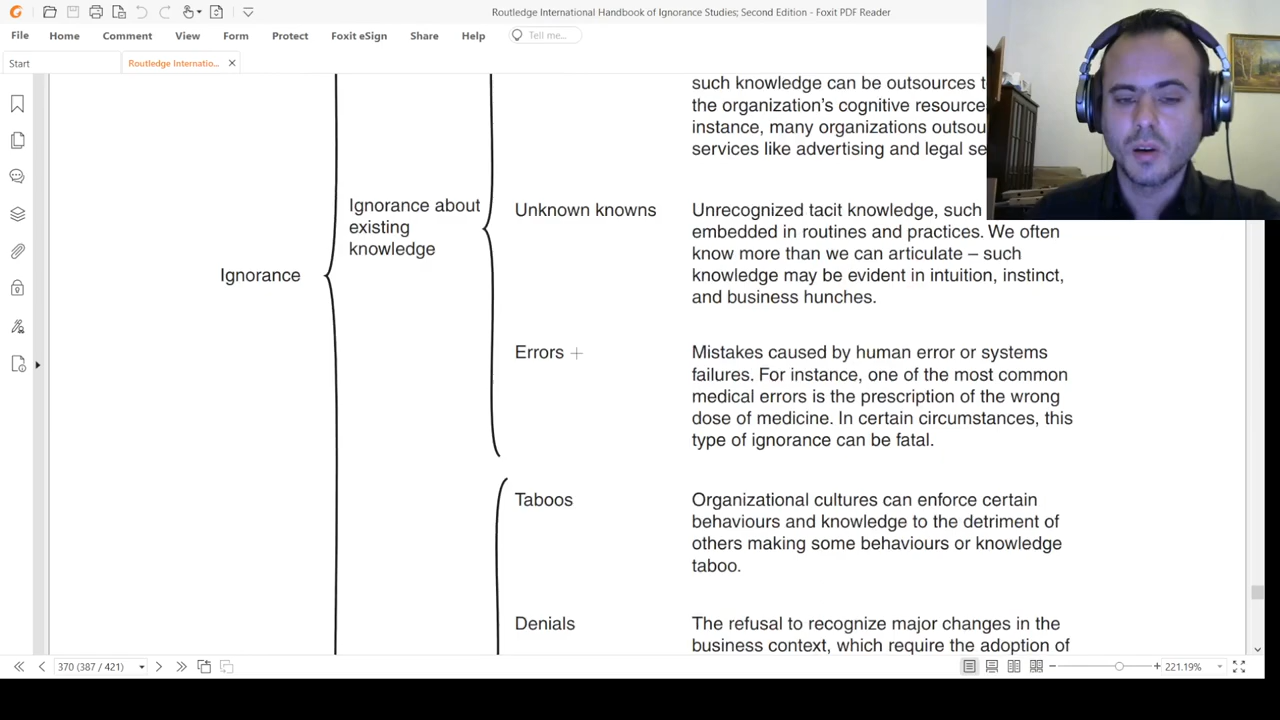 Routledge International Handbook of Ignorance Studies; Second Edition - Foxit PDF Reader
File Home Comment View Form Protect Foxit eSign Share Help Tell me...
Start Routledge Internatio...
such knowledge can be outsources
the organization's cognitive
instance, many organizations
services like advertising and legal
Ignorance
Ignorance about
existing
knowledge
Unknown knowns
Unrecognized tacit knowledge, such
embedded in routines and practices. We often
know more than we can articulate – such
knowledge may be evident in intuition, instinct,
and business hunches.
Errors
Mistakes caused by human error or systems
failures. For instance, one of the most common
medical errors is the prescription of the wrong
dose of medicine. In certain circumstances, this
type of ignorance can be fatal.
Taboos
Organizational cultures can enforce certain
behaviours and knowledge to the detriment of
others making some behaviours or knowledge
taboo.
Denials
The refusal to recognize major changes in the
business context, which require the adoption of
370 (387 / 421)
221.19%